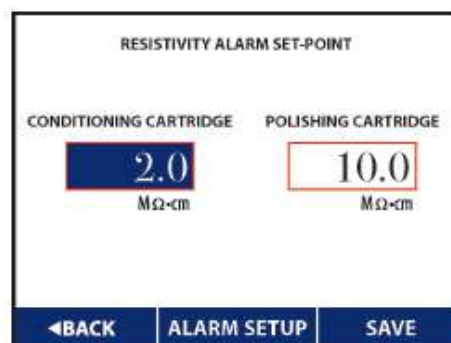 RESISTIVITY ALARM SET-POINT
CONDITIONING CARTRIDGE POLISHING CARTRIDGE
2.0 10.0
MΩ•cm MΩ•cm
◄BACK ALARM SETUP SAVE